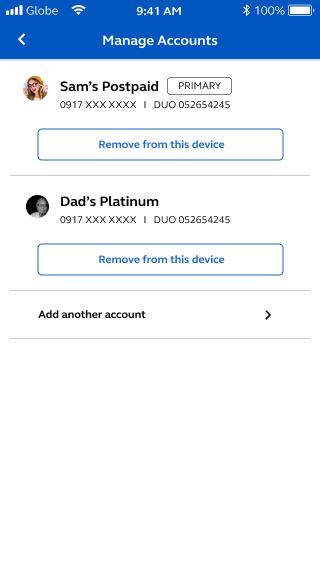 Globe 9:41 AM 100%
Manage Accounts
Sam's Postpaid PRIMARY
0917 XXX XXXX I DUO 052654245
Remove from this device
Dad's Platinum
0917 XXX XXXX I DUO 052654245
Remove from this device
Add another account